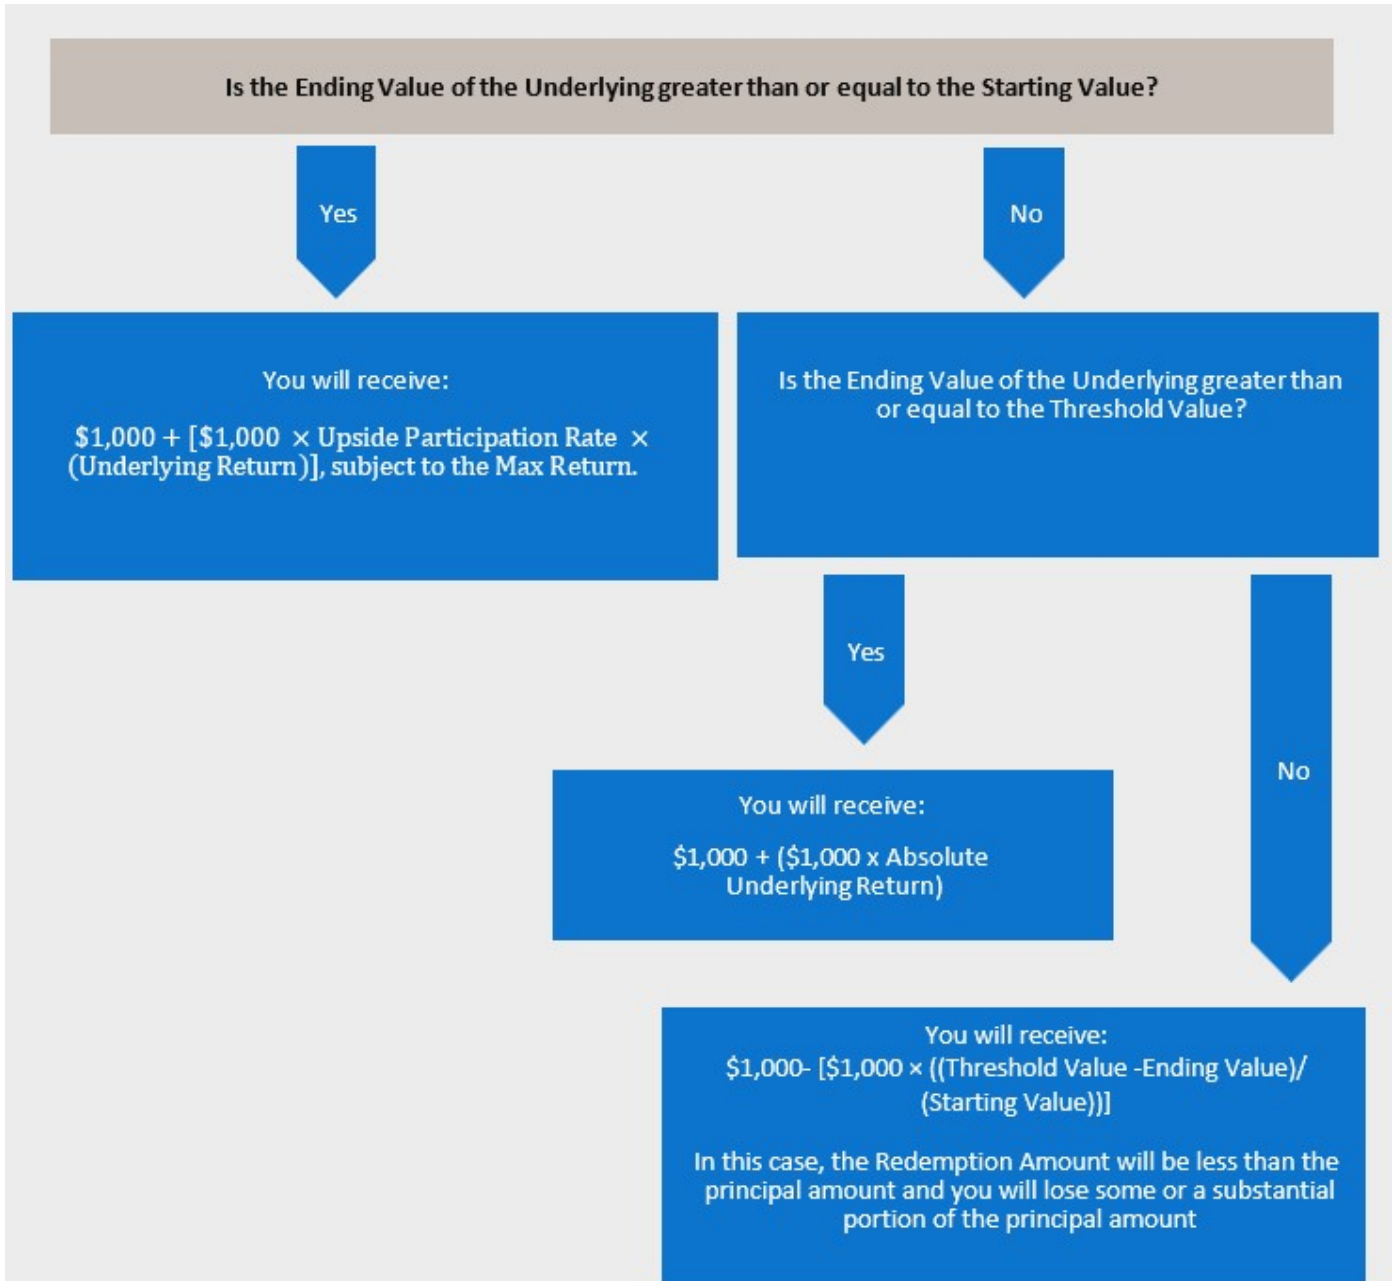 Is the Ending Value of the Underlying greater than or equal to the Starting Value?
Yes
No
You will receive:
$1,000 + [$1,000 × Upside Participation Rate ×
(Underlying Return)], subject to the Max Return.
Is the Ending Value of the Underlying greater than
or equal to the Threshold Value?
Yes
No
You will receive:
$1,000 + ($1,000 x Absolute
Underlying Return)
You will receive:
$1,000- [$1,000 × ((Threshold Value -Ending Value)/
(Starting Value))]
In this case, the Redemption Amount will be less than the
principal amount and you will lose some or a substantial
portion of the principal amount